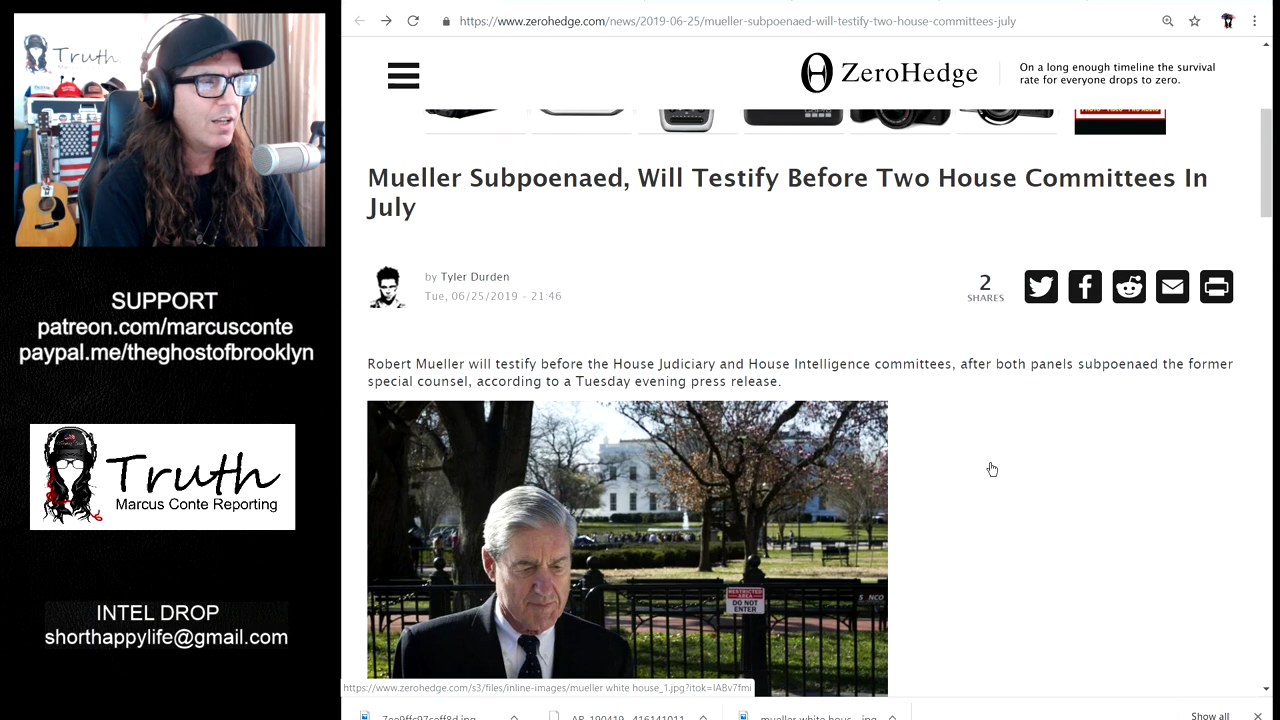 https://www.zerohedge.com/news/2019-06-25/mueller-subpoenaed-will-testify-two-house-committees-july
Truth
ZeroHedge
On a long enough timeline the survival
rate for everyone drops to zero.
Mueller Subpoenaed, Will Testify Before Two House Committees In
July
by Tyler Durden
Tue, 06/25/2019 - 21:46
2
SHARES
SUPPORT
patreon.com/marcusconte
paypal.me/theghostofbrooklyn
Robert Mueller will testify before the House Judiciary and House Intelligence committees, after both panels subpoenaed the former
special counsel, according to a Tuesday evening press release.
Truth
Marcus Conte Reporting
RESTRICTED
AREA
DO NOT
ENTER
INTEL DROP
shorthappylife@gmail.com
https://www.zerohedge.com/s3/files/inline-images/mueller white house_1.jpg?itok=lABv7fmi
Show all